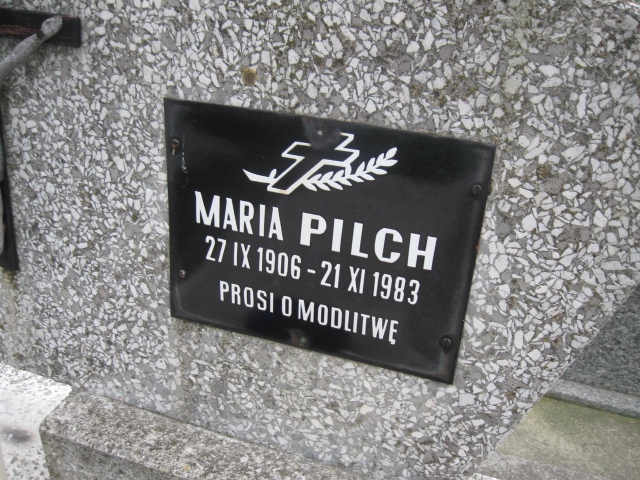 MARIA PILCH
27 IX 1906 - 21 XI 1983
PROSI O MODLITWĘ